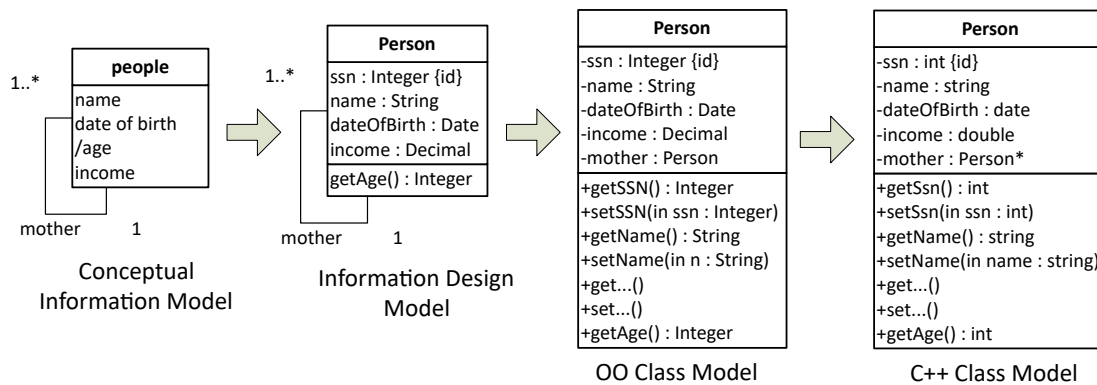 people
name
date of birth
/age
income
1..*
mother
1
Conceptual
Information Model
Person
ssn : Integer {id}
name : String
dateOfBirth : Date
income : Decimal
getAge() : Integer
1..*
mother
1
Information Design
Model
Person
-ssn : Integer {id}
-name : String
-dateOfBirth : Date
-income : Decimal
-mother : Person
+getSSN() : Integer
+setSSN(in ssn : Integer)
+getName() : String
+setName(in n : String)
+get...()
+set...()
+getAge() : Integer
OO Class Model
Person
-ssn : int {id}
-name : string
-dateOfBirth : date
-income : double
-mother : Person*
+getSsn() : int
+setSsn(in ssn : int)
+getName() : string
+setName(in name : string)
+get...()
+set...()
+getAge() : int
C++ Class Model